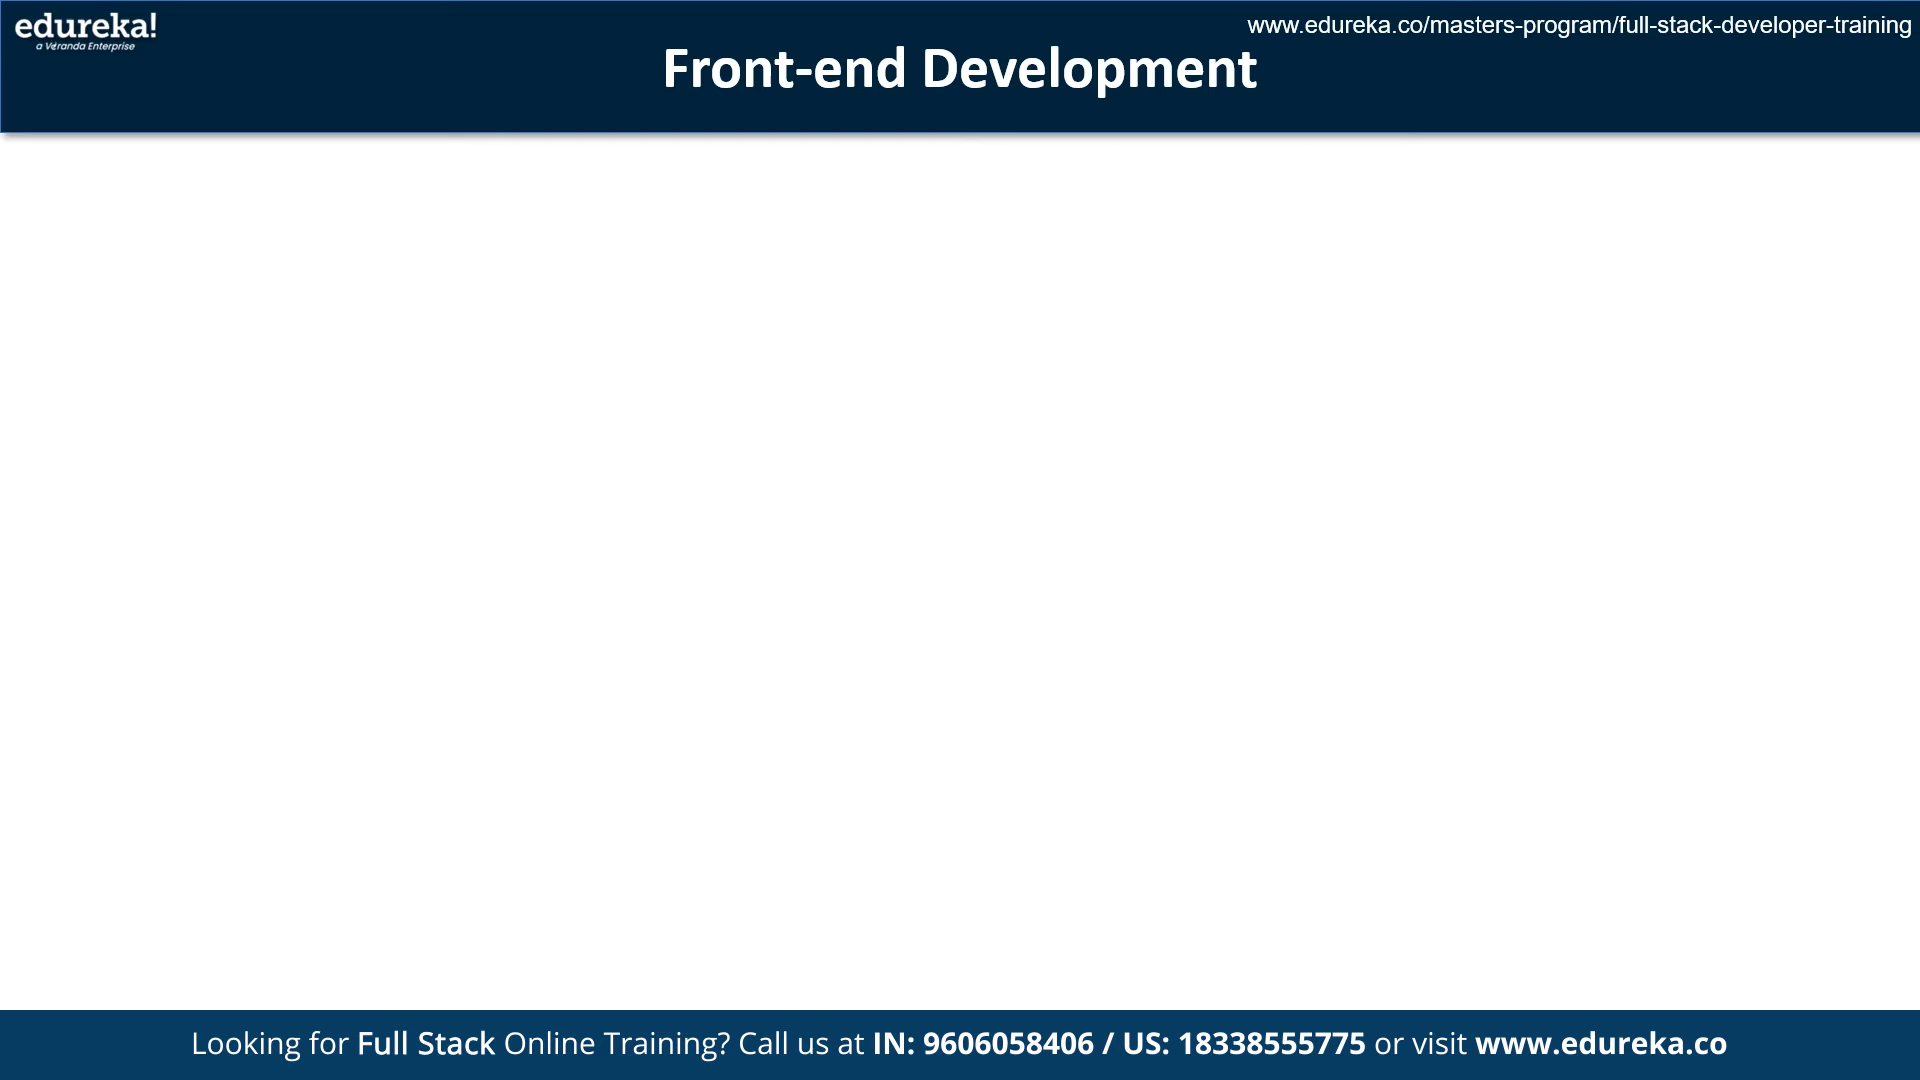 edureka!
a Veranda Enterprise
www.edureka.co/masters-program/full-stack-developer-training
Front-end Development
Looking for Full Stack Online Training? Call us at IN: 9606058406 / US: 18338555775 or visit www.edureka.co